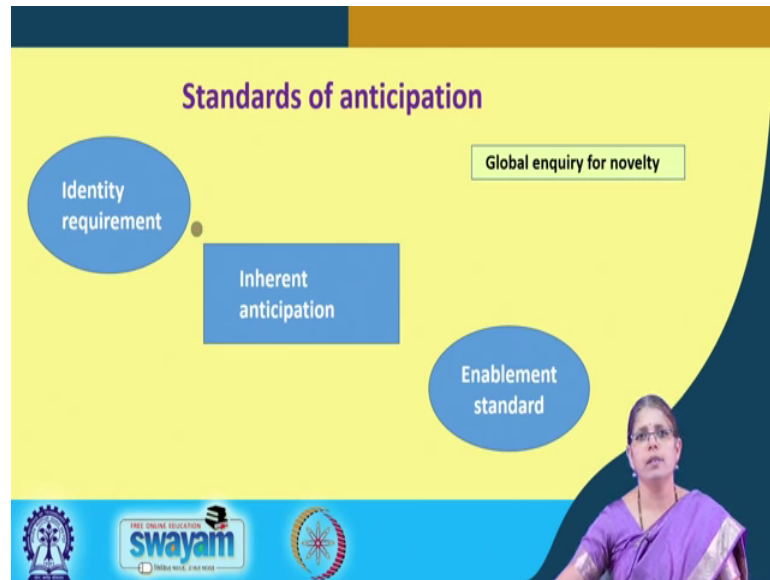 Standards of anticipation
Global enquiry for novelty
Identity
requirement
Inherent
anticipation
Enablement
standard
FREE ONLINE EDUCATION
swayam